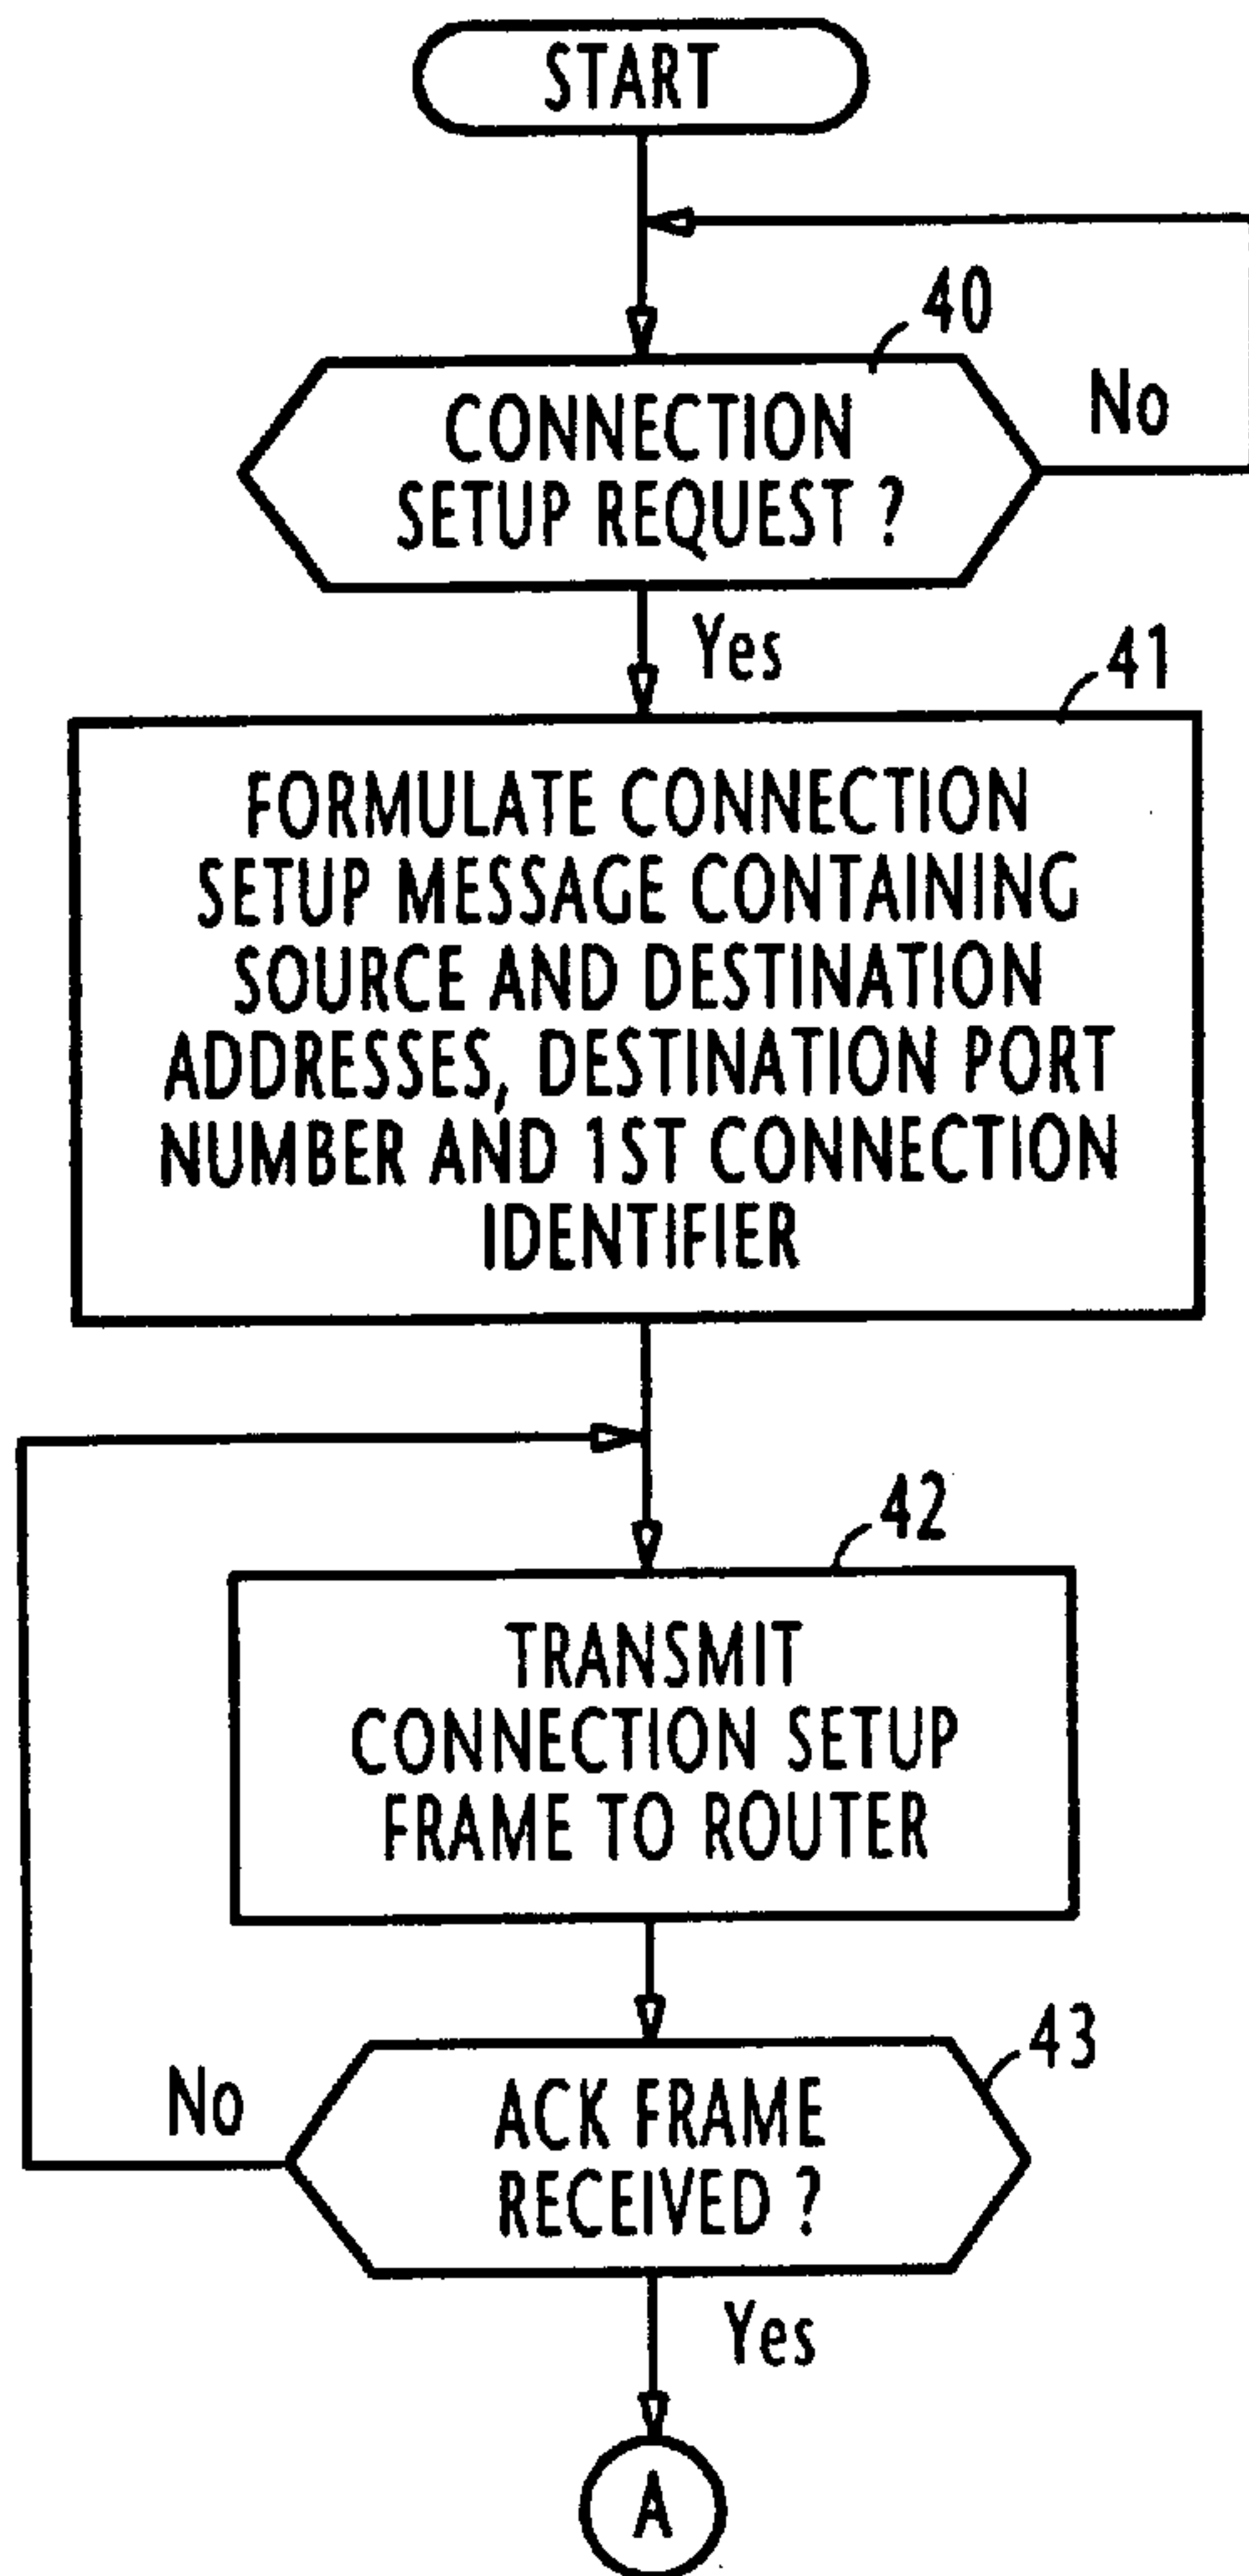 START
40
CONNECTION
SETUP REQUEST ?
No
Yes
41
FORMULATE CONNECTION
SETUP MESSAGE CONTAINING
SOURCE AND DESTINATION
ADDRESSES, DESTINATION PORT
NUMBER AND 1ST CONNECTION
IDENTIFIER
42
TRANSMIT
CONNECTION SETUP
FRAME TO ROUTER
43
No
ACK FRAME
RECEIVED ?
Yes
A